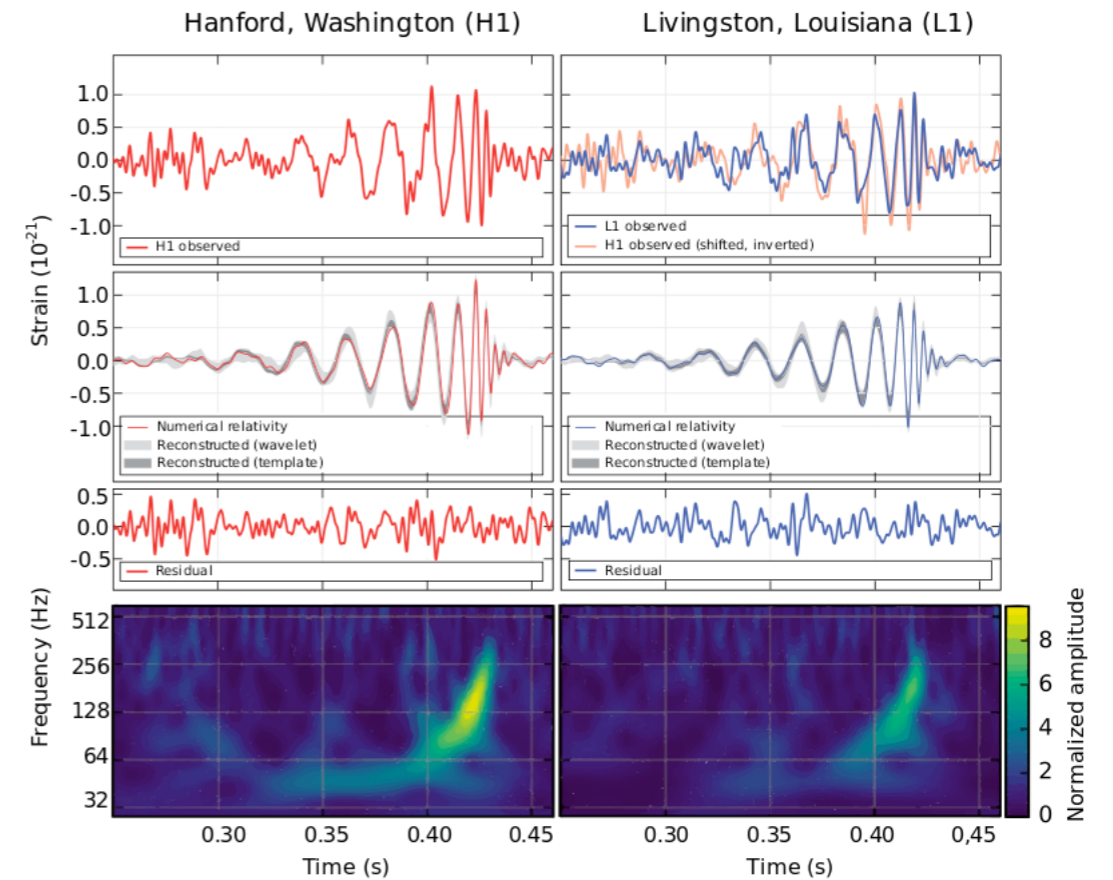 Hanford, Washington (H1)
Livingston, Louisiana (L1)
Strain (10-21)
1.0
0.5
0.0
-0.5
-1.0
H1 observed
L1 observed
H1 observed (shifted, inverted)
1.0
0.5
0.0
-0.5
-1.0
Numerical relativity
Reconstructed (wavelet)
Reconstructed (template)
Numerical relativity
Reconstructed (wavelet)
Reconstructed (template)
0.5
0.0
-0.5
Residual
Residual
Frequency (Hz)
512
256
128
64
32
0.30 0.35 0.40 0.45
Time (s)
0.30 0.35 0.40 0,45
Time (s)
8
6
4
2
0
Normalized amplitude